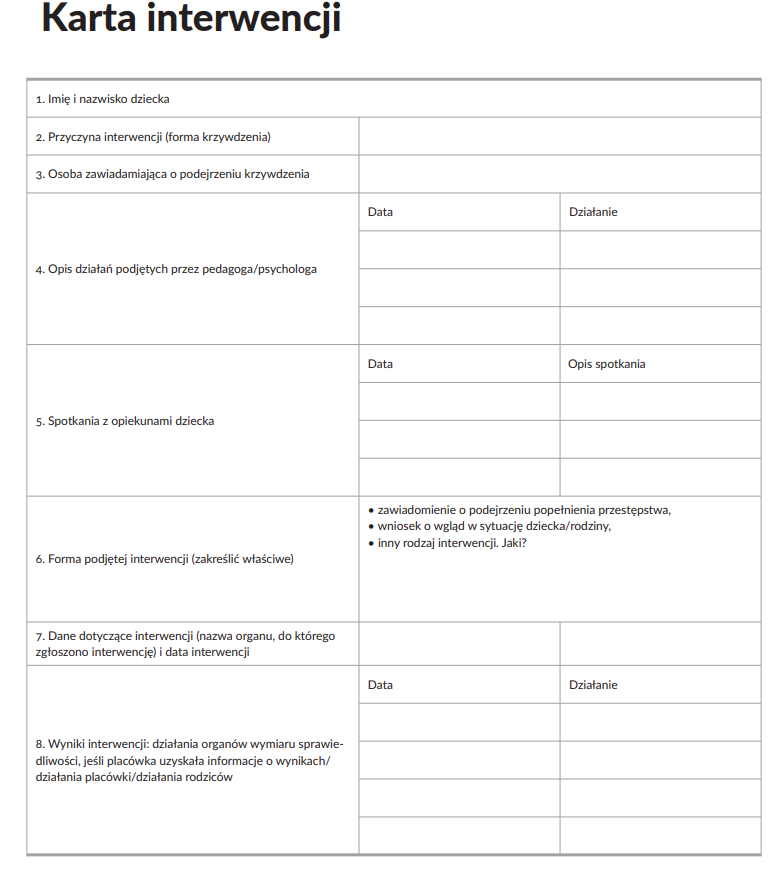 Karta interwencji
1. Imię i nazwisko dziecka
2. Przyczyna interwencji (forma krzywdzenia)
3. Osoba zawiadamiająca o podejrzeniu krzywdzenia
4. Opis działań podjętych przez pedagoga/psychologa
Data
Działanie
5. Spotkania z opiekunami dziecka
Data
Opis spotkania
6. Forma podjętej interwencji (zakreślić właściwe)
• zawiadomienie o podejrzeniu popełnienia przestępstwa,
• wniosek o wgląd w sytuację dziecka/rodziny,
• inny rodzaj interwencji. Jaki?
7. Dane dotyczące interwencji (nazwa organu, do którego
zgłoszono interwencję) i data interwencji
8. Wyniki interwencji: działania organów wymiaru sprawie-
dliwości, jeśli placówka uzyskała informacje o wynikach/
działania placówki/działania rodziców
Data
Działanie